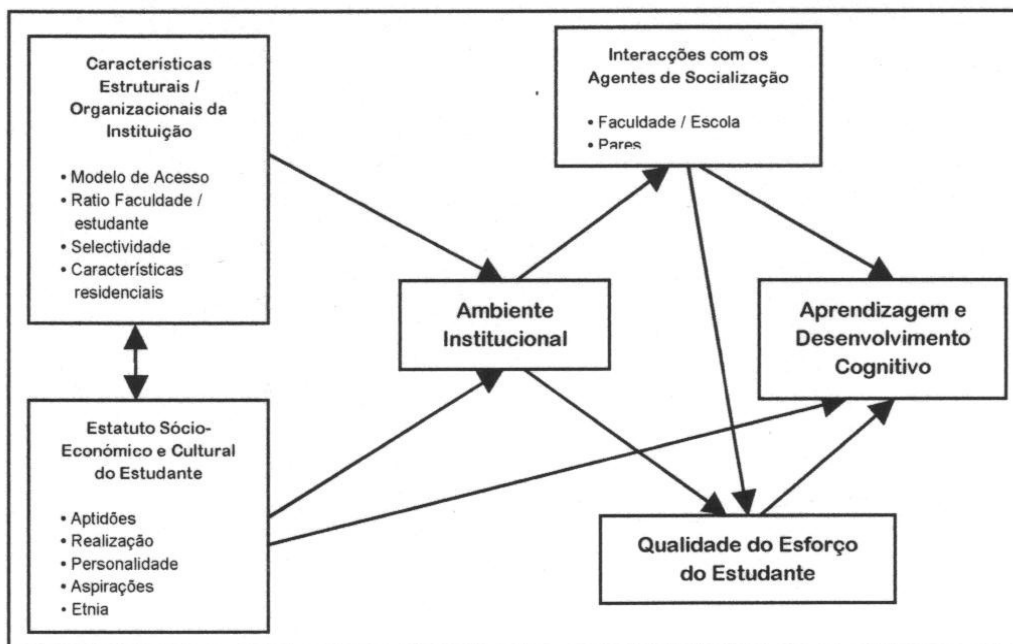 Características
Estruturais /
Organizacionais da
Instituição
• Modelo de Acesso
• Ratio Faculdade /
estudante
• Selectividade
• Características
residenciais
Estatuto Sócio-
Económico e Cultural
do Estudante
• Aptidões
• Realização
• Personalidade
• Aspirações
• Etnia
Ambiente
Institucional
Interacções com os
Agentes de Socialização
• Faculdade / Escola
• Pares
Aprendizagem e
Desenvolvimento
Cognitivo
Qualidade do Esforço
do Estudante